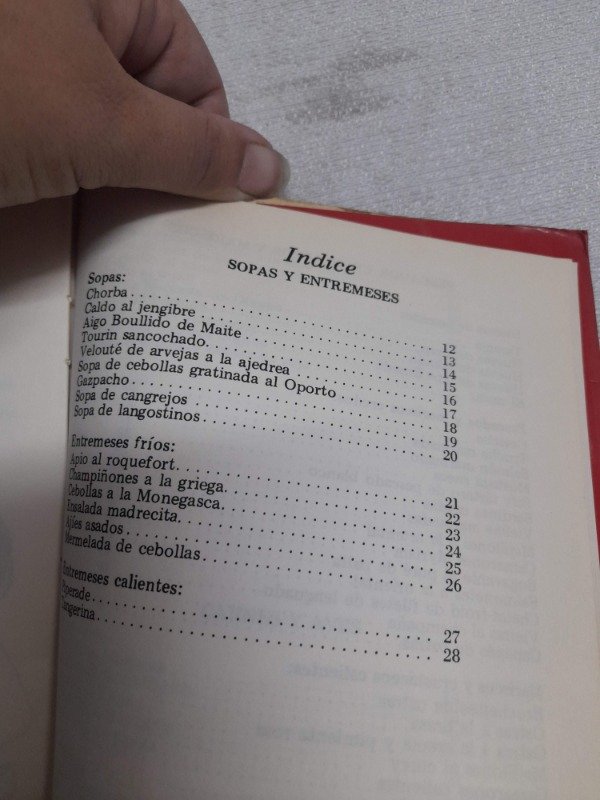 Indice
SOPAS Y ENTREMESES
Sopas:
Chorba 12
Caldo al jengibre 13
Aigo Boullido de Maite 14
Tourin sancochado. 15
Velouté de arvejas a la ajedrea 16
Sopa de cebollas gratinada al Oporto 17
Gazpacho 18
Sopa de cangrejos 19
Sopa de langostinos 20
Entremeses fríos:
Apio al roquefort. 21
Champiñones a la griega. 22
Cebollas a la Monegasca. 23
Ensalada madrecita. 24
Ajíes asados 25
Mermelada de cebollas 26
Entremeses calientes:
Piperade 27
28